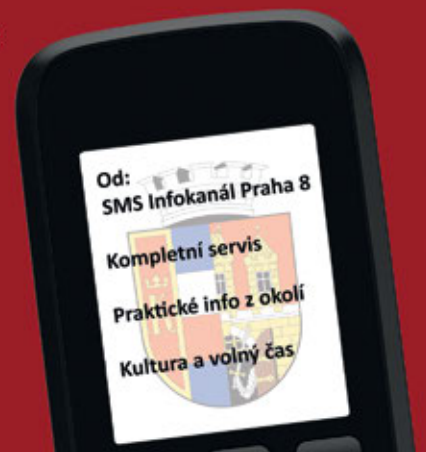 Od:
SMS Infokanál Praha 8
Kompletní servis
Praktické info z okolí
Kultura a volný čas